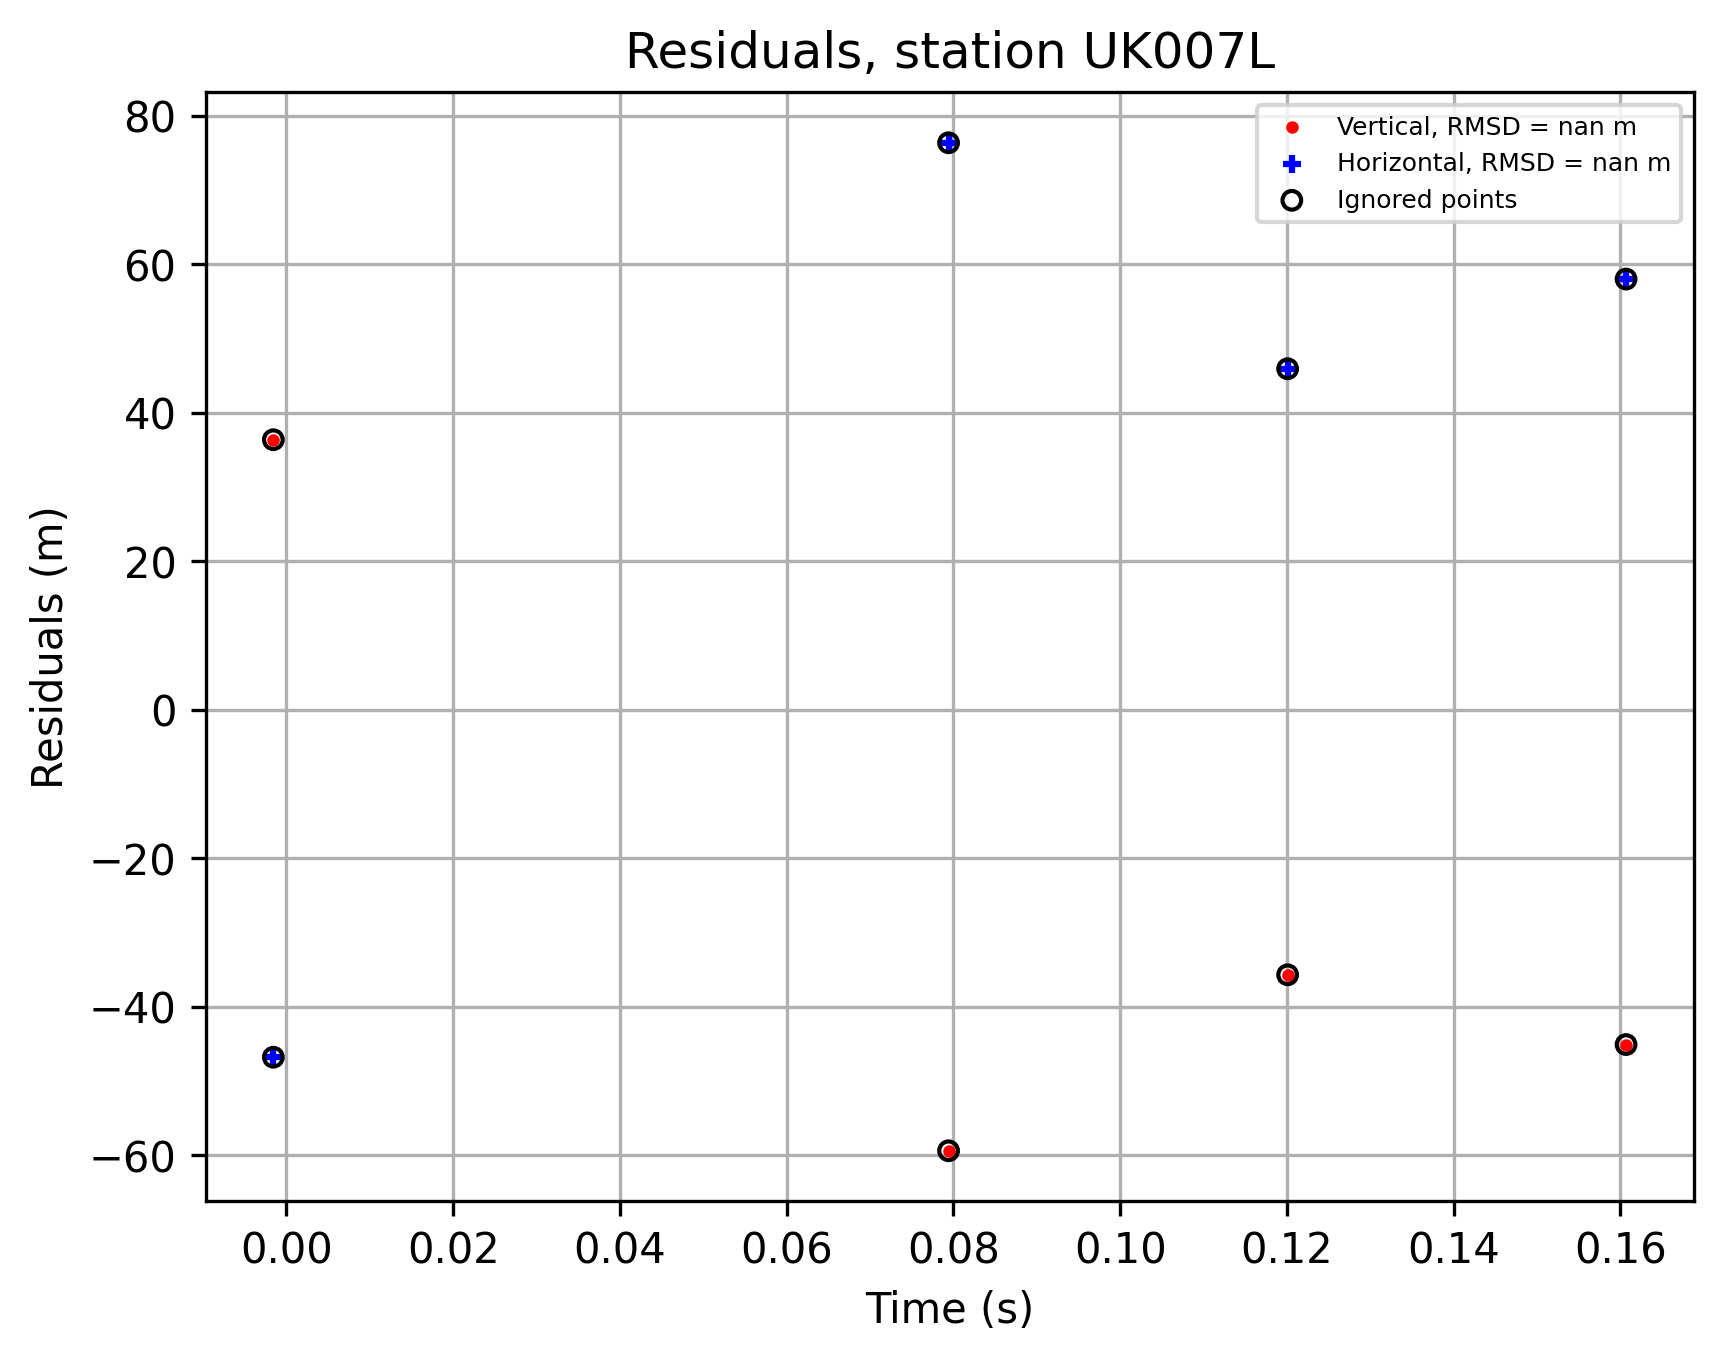 Residuals, station UK007L
Vertical, RMSD = nan m
Horizontal, RMSD = nan m
Ignored points
80
60
40
20
0
−20
−40
−60
Residuals (m)
0.00 0.02 0.04 0.06 0.08 0.10 0.12 0.14 0.16
Time (s)